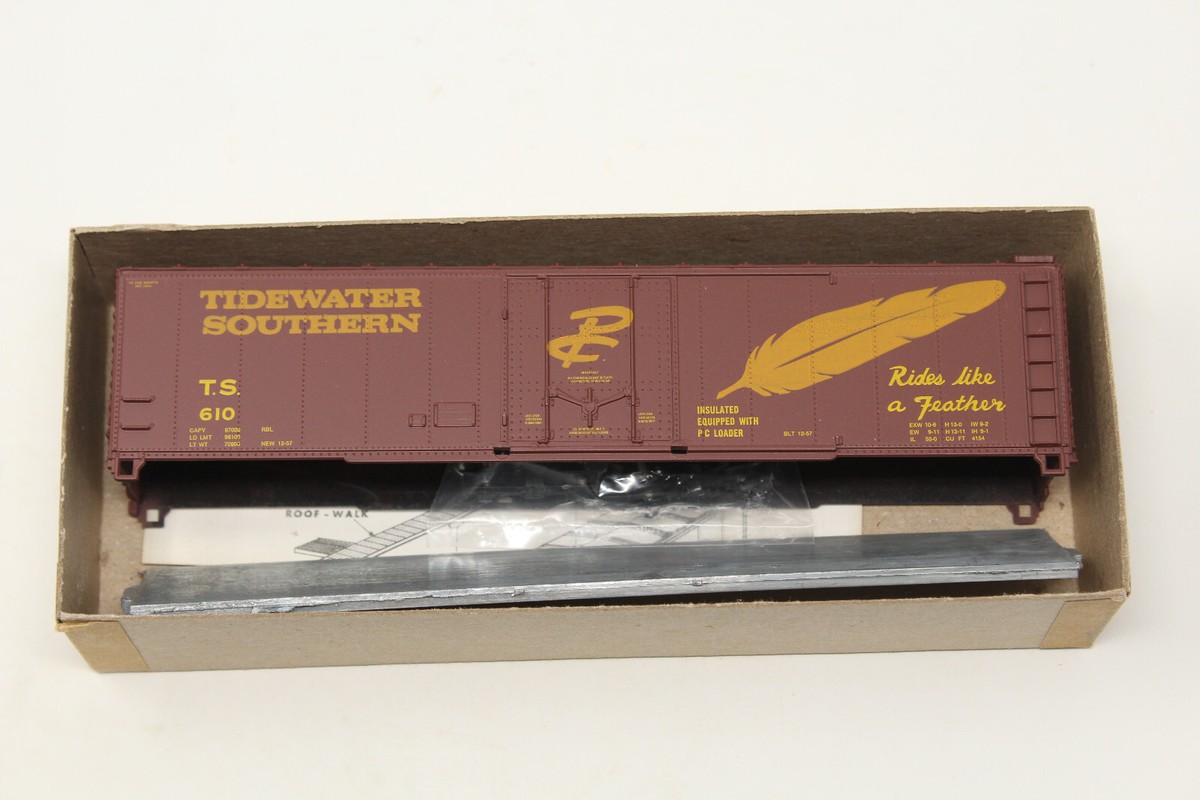 TIDEWATER
SOUTHERN
T.S.
610
CAPY
LD LMT
LT WT
RBL
NEW 12-57
PC
INSULATED
EQUIPPED WITH
P C LOADER
BLT 12-57
Rides like
a Feather
EXW 10-6 H 13-0 IW 9-2
EW 9-11 H 13-11 IH 9-1
IL 50-0 CU FT 4154
ROOF-WALK